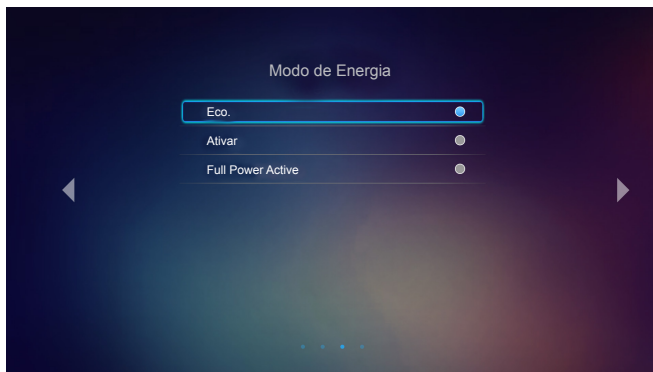 Modo de Energia
Eco.
Ativar
Full Power Active